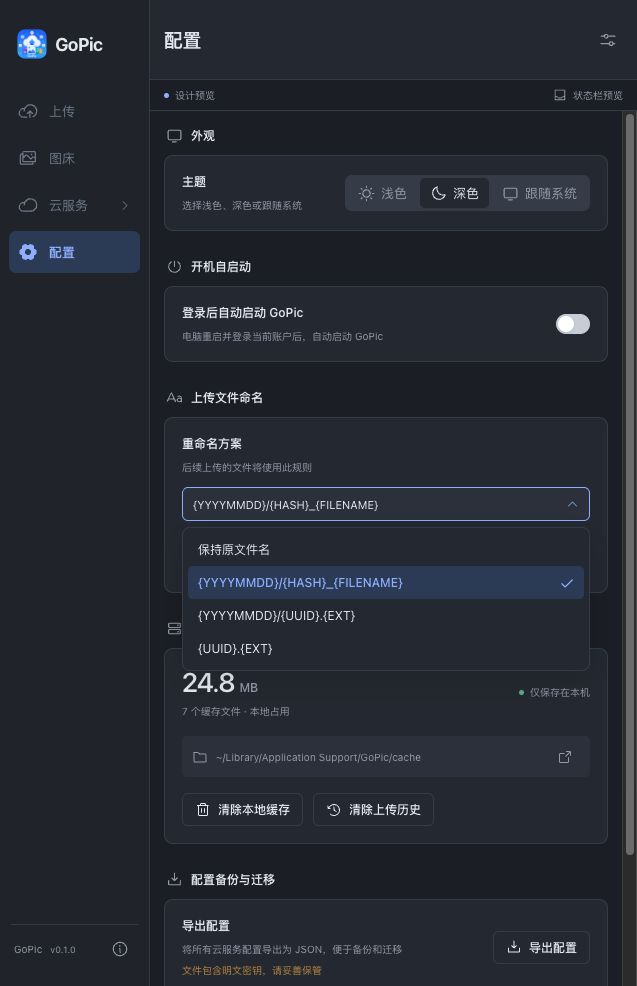 GoPic
上传
图床
云服务
配置
GoPic v0.1.0
配置
设计预览
状态栏预览
外观
主题
选择浅色、深色或跟随系统
浅色
深色
跟随系统
开机自启动
登录后自动启动 GoPic
电脑重启并登录当前账户后，自动启动 GoPic
Aa 上传文件命名
重命名方案
后续上传的文件将使用此规则
{YYYYMMDD}/{HASH}_{FILENAME}
保持原文件名
{YYYYMMDD}/{HASH}_{FILENAME}
{YYYYMMDD}/{UUID}.{EXT}
{UUID}.{EXT}
24.8 MB
仅保存在本机
7 个缓存文件 · 本地占用
~/Library/Application Support/GoPic/cache
清除本地缓存
清除上传历史
配置备份与迁移
导出配置
将所有云服务配置导出为 JSON，便于备份和迁移
文件包含明文密钥，请妥善保管
导出配置